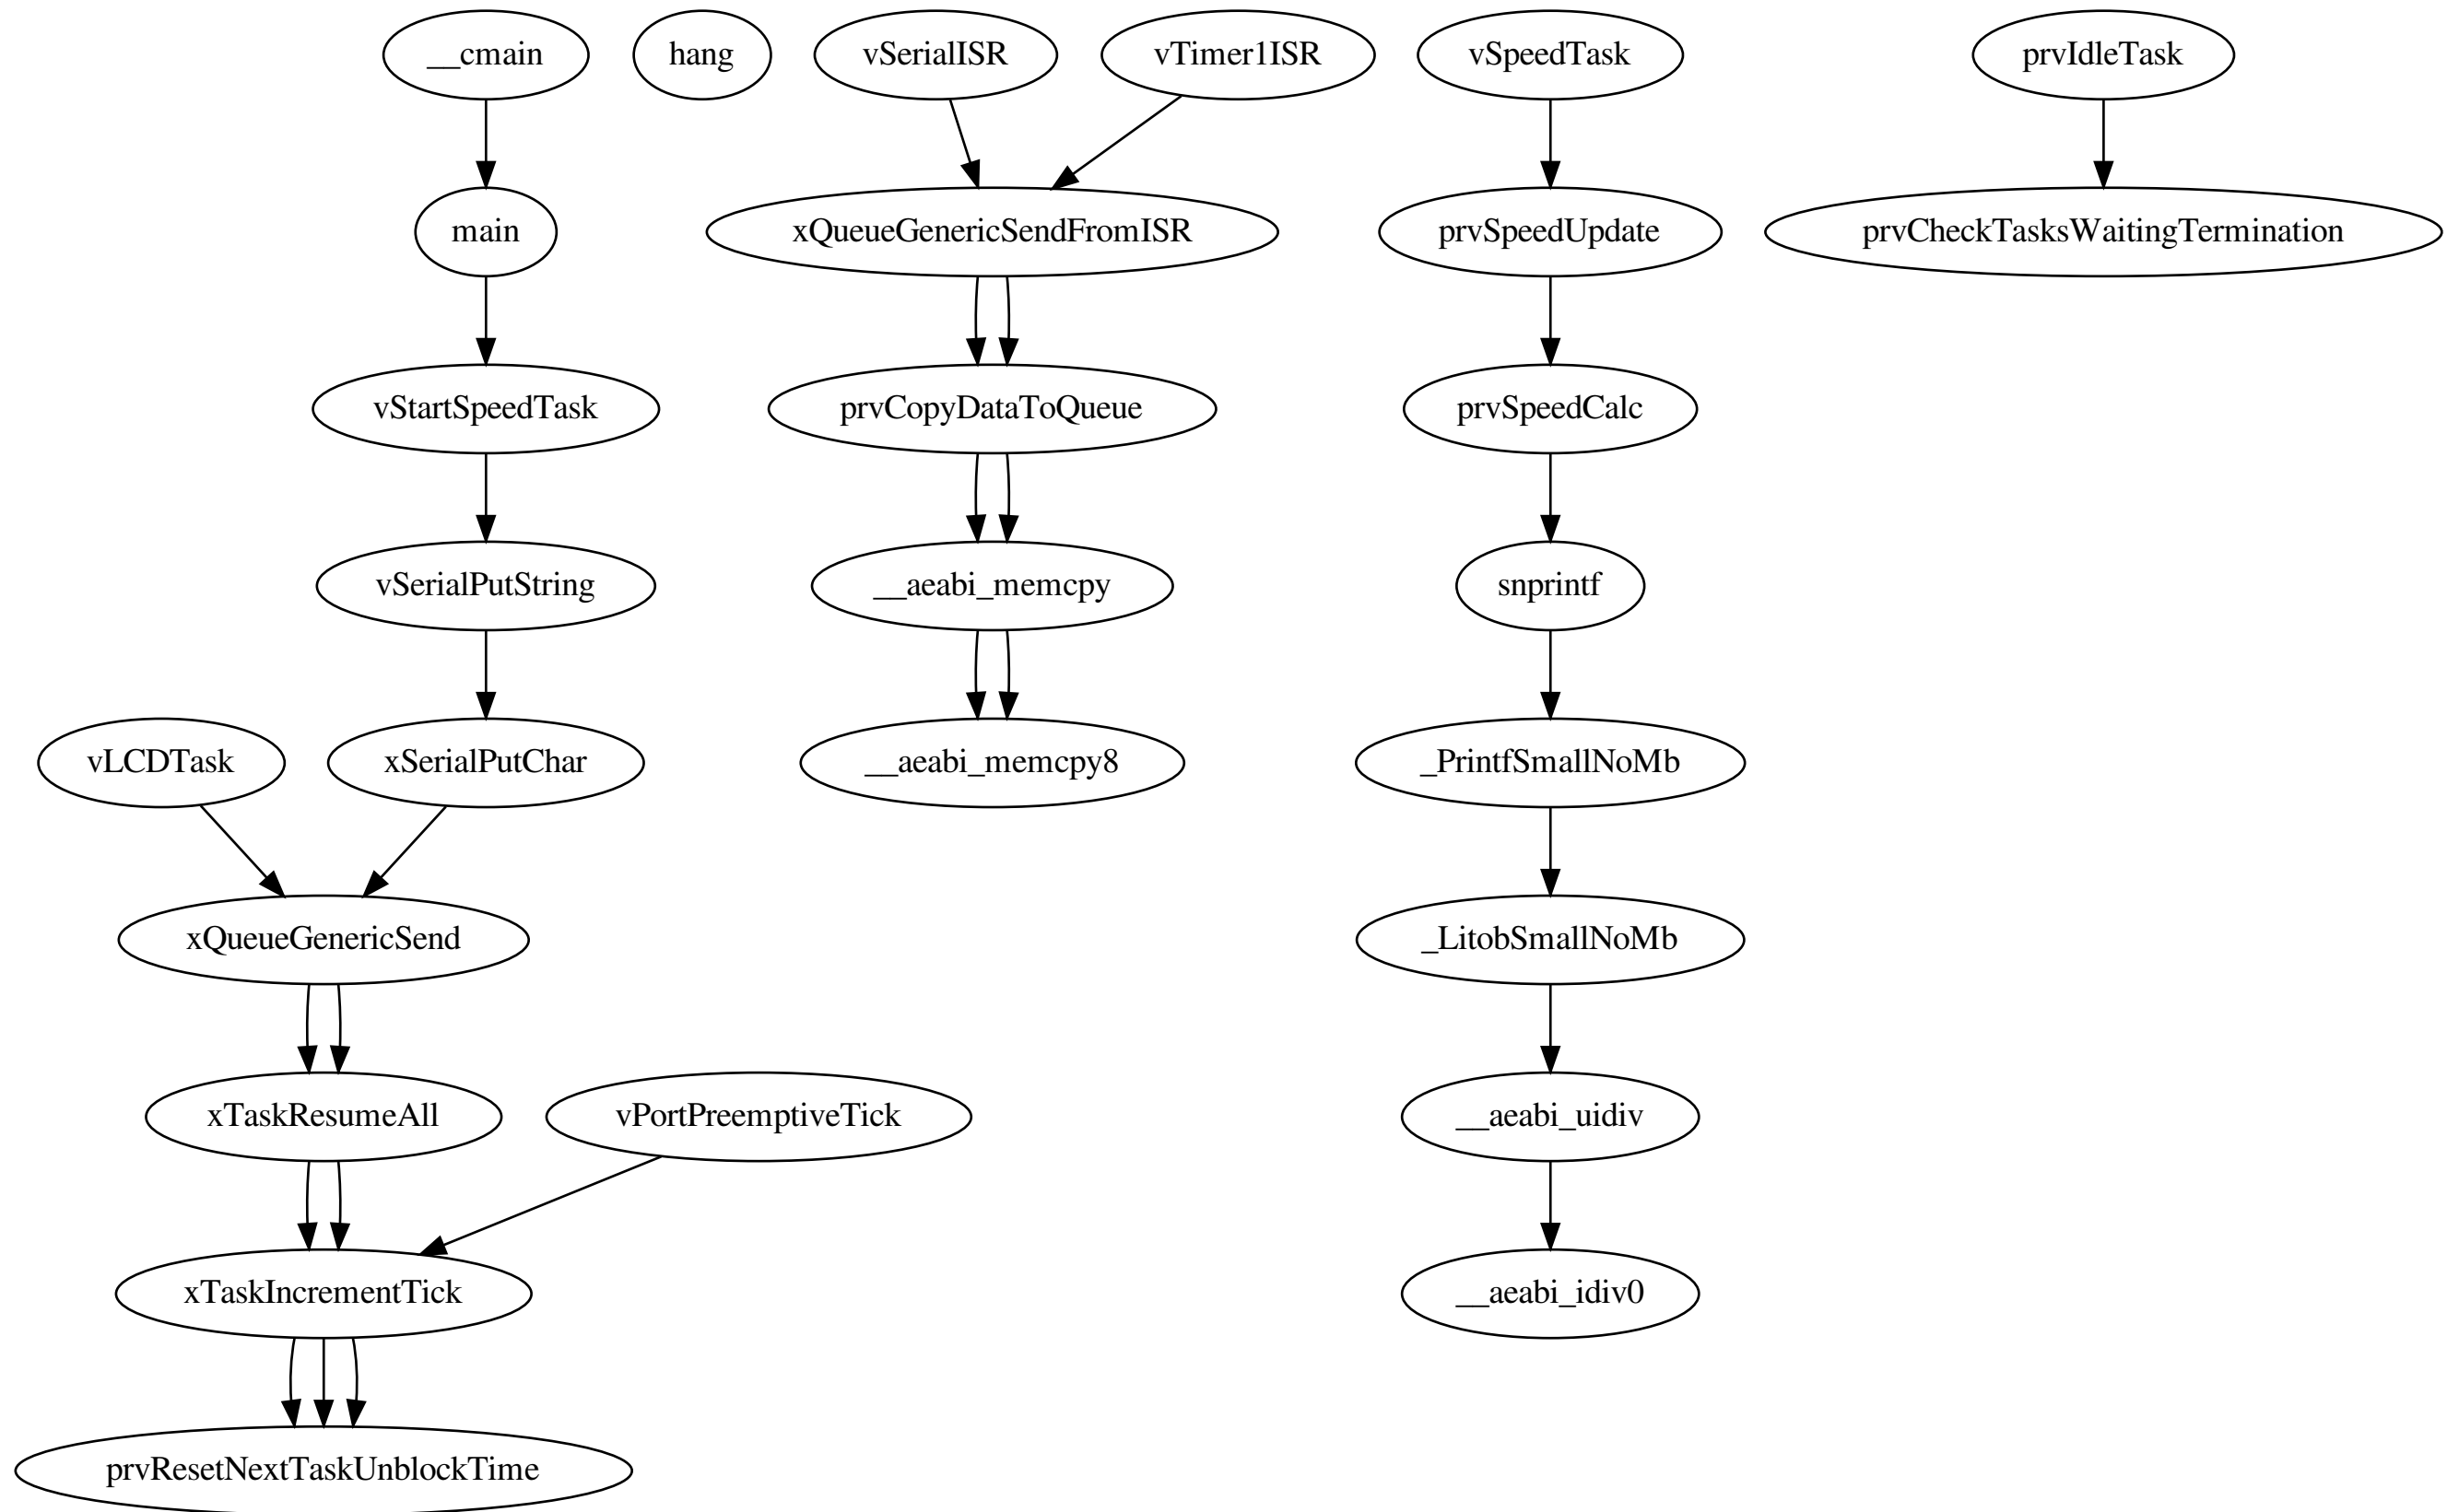 __cmain
hang
vSerialISR
vTimer1ISR
vSpeedTask
prvIdleTask
main
xQueueGenericSendFromISR
prvSpeedUpdate
prvCheckTasksWaitingTermination
vStartSpeedTask
prvCopyDataToQueue
prvSpeedCalc
vSerialPutString
__aeabi_memcpy
snprintf
vLCDTask
xSerialPutChar
__aeabi_memcpy8
_PrintfSmallNoMb
xQueueGenericSend
_LitobSmallNoMb
xTaskResumeAll
vPortPreemptiveTick
__aeabi_uidiv
xTaskIncrementTick
__aeabi_idiv0
prvResetNextTaskUnblockTime